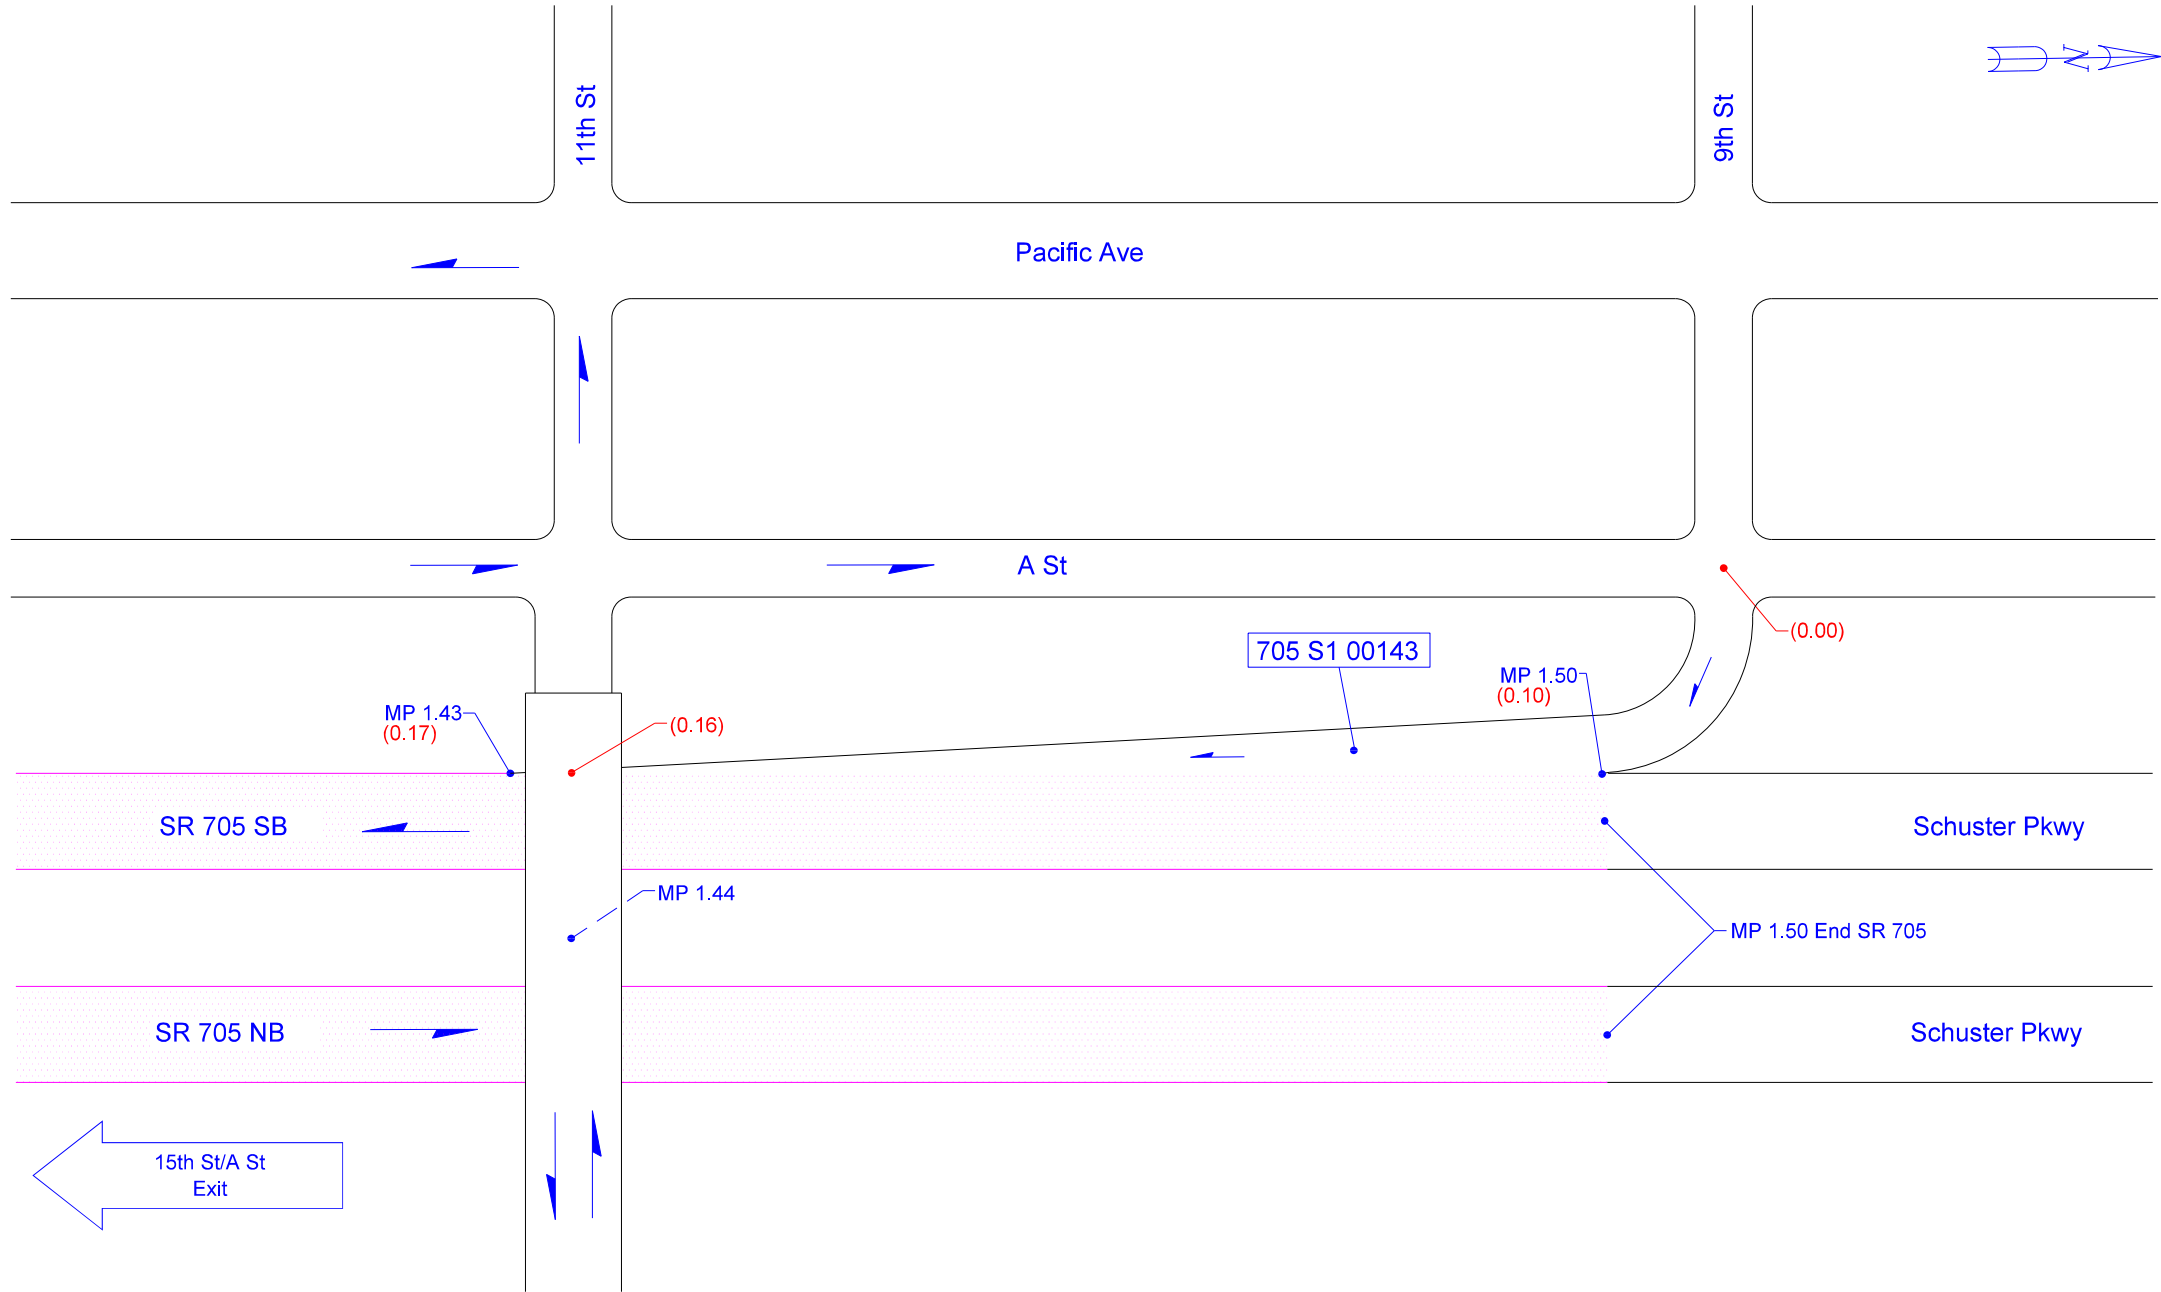 11th St
9th St
N
Pacific Ave
A St
(0.00)
705 S1 00143
MP 1.50
(0.10)
MP 1.43
(0.17)
(0.16)
SR 705 SB
Schuster Pkwy
MP 1.44
MP 1.50 End SR 705
SR 705 NB
Schuster Pkwy
15th St/A St
Exit